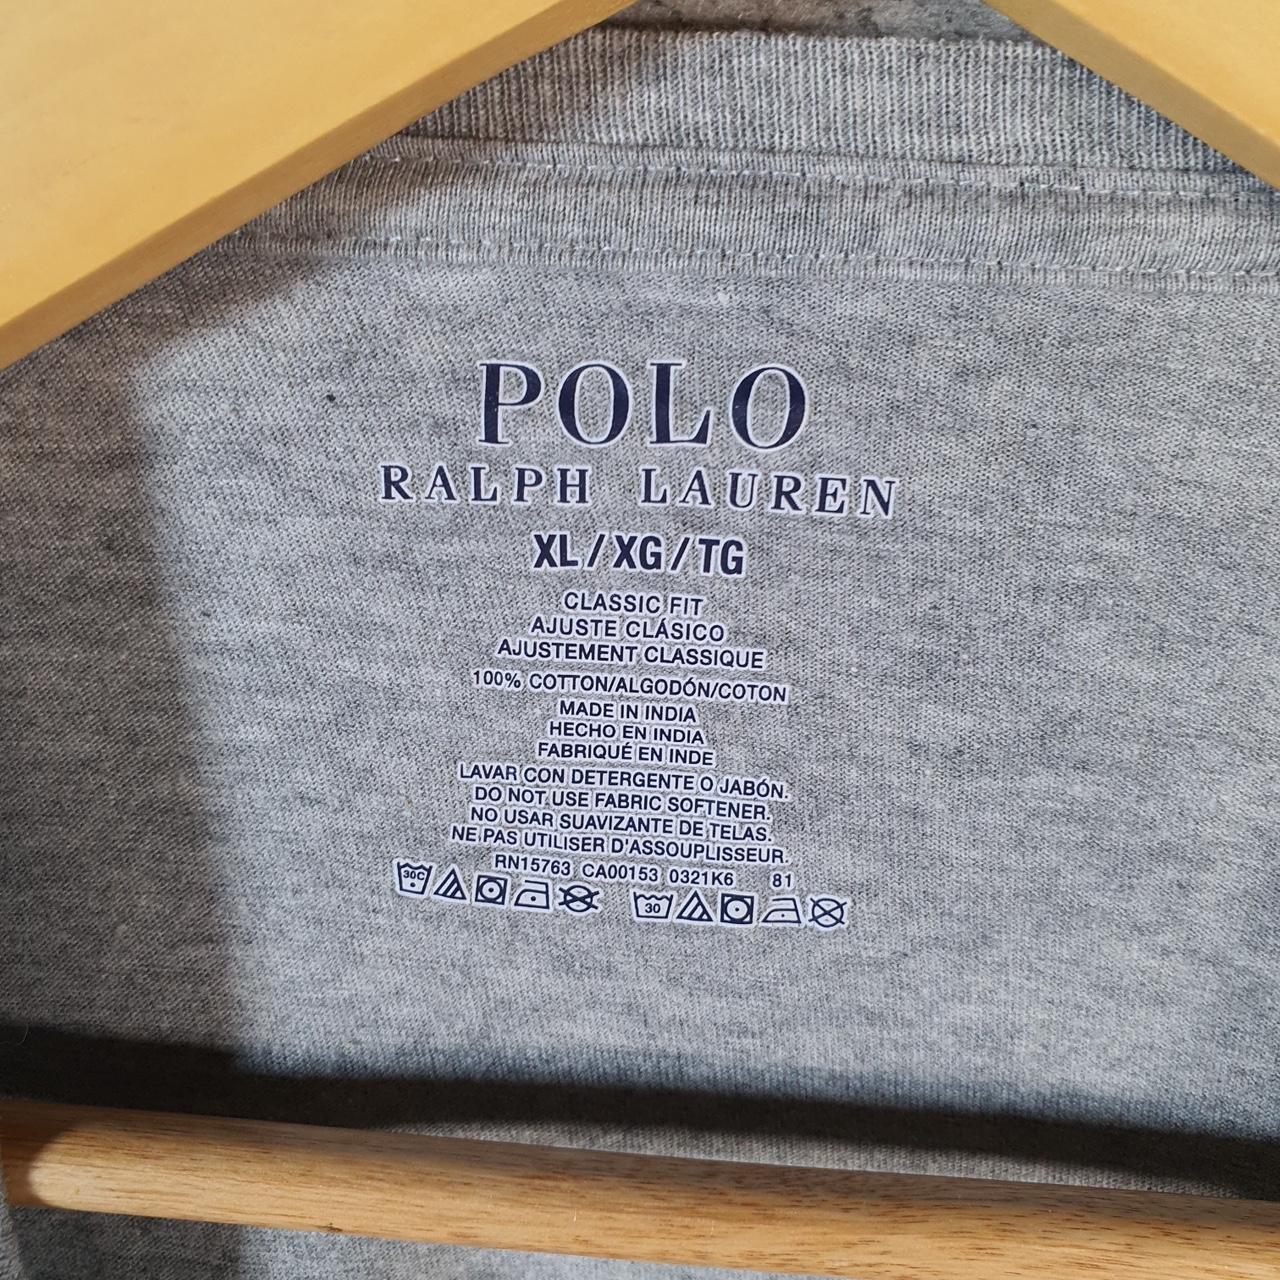 POLO
RALPH LAUREN
XL/XG/TG
CLASSIC FIT
AJUSTE CLÁSICO
AJUSTEMENT CLASSIQUE
100% COTTON/ALGODÓN/COTON
MADE IN INDIA
HECHO EN INDIA
FABRIQUÉ EN INDE
LAVAR CON DETERGENTE O JABÓN.
DO NOT USE FABRIC SOFTENER.
NO USAR SUAVIZANTE DE TELAS.
NE PAS UTILISER D'ASSOUPLISSEUR.
RN15763 CA00153 0321K6 81
30C 30